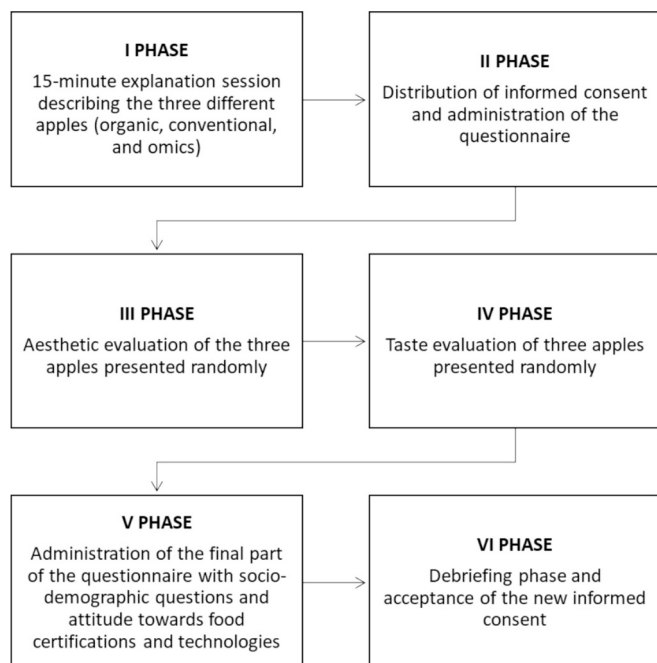 I PHASE
15-minute explanation session
describing the three different
apples (organic, conventional,
and omics)
II PHASE
Distribution of informed consent
and administration of the
questionnaire
III PHASE
Aesthetic evaluation of the three
apples presented randomly
IV PHASE
Taste evaluation of three apples
presented randomly
V PHASE
Administration of the final part
of the questionnaire with socio-
demographic questions and
attitude towards food
certifications and technologies
VI PHASE
Debriefing phase and
acceptance of the new informed
consent